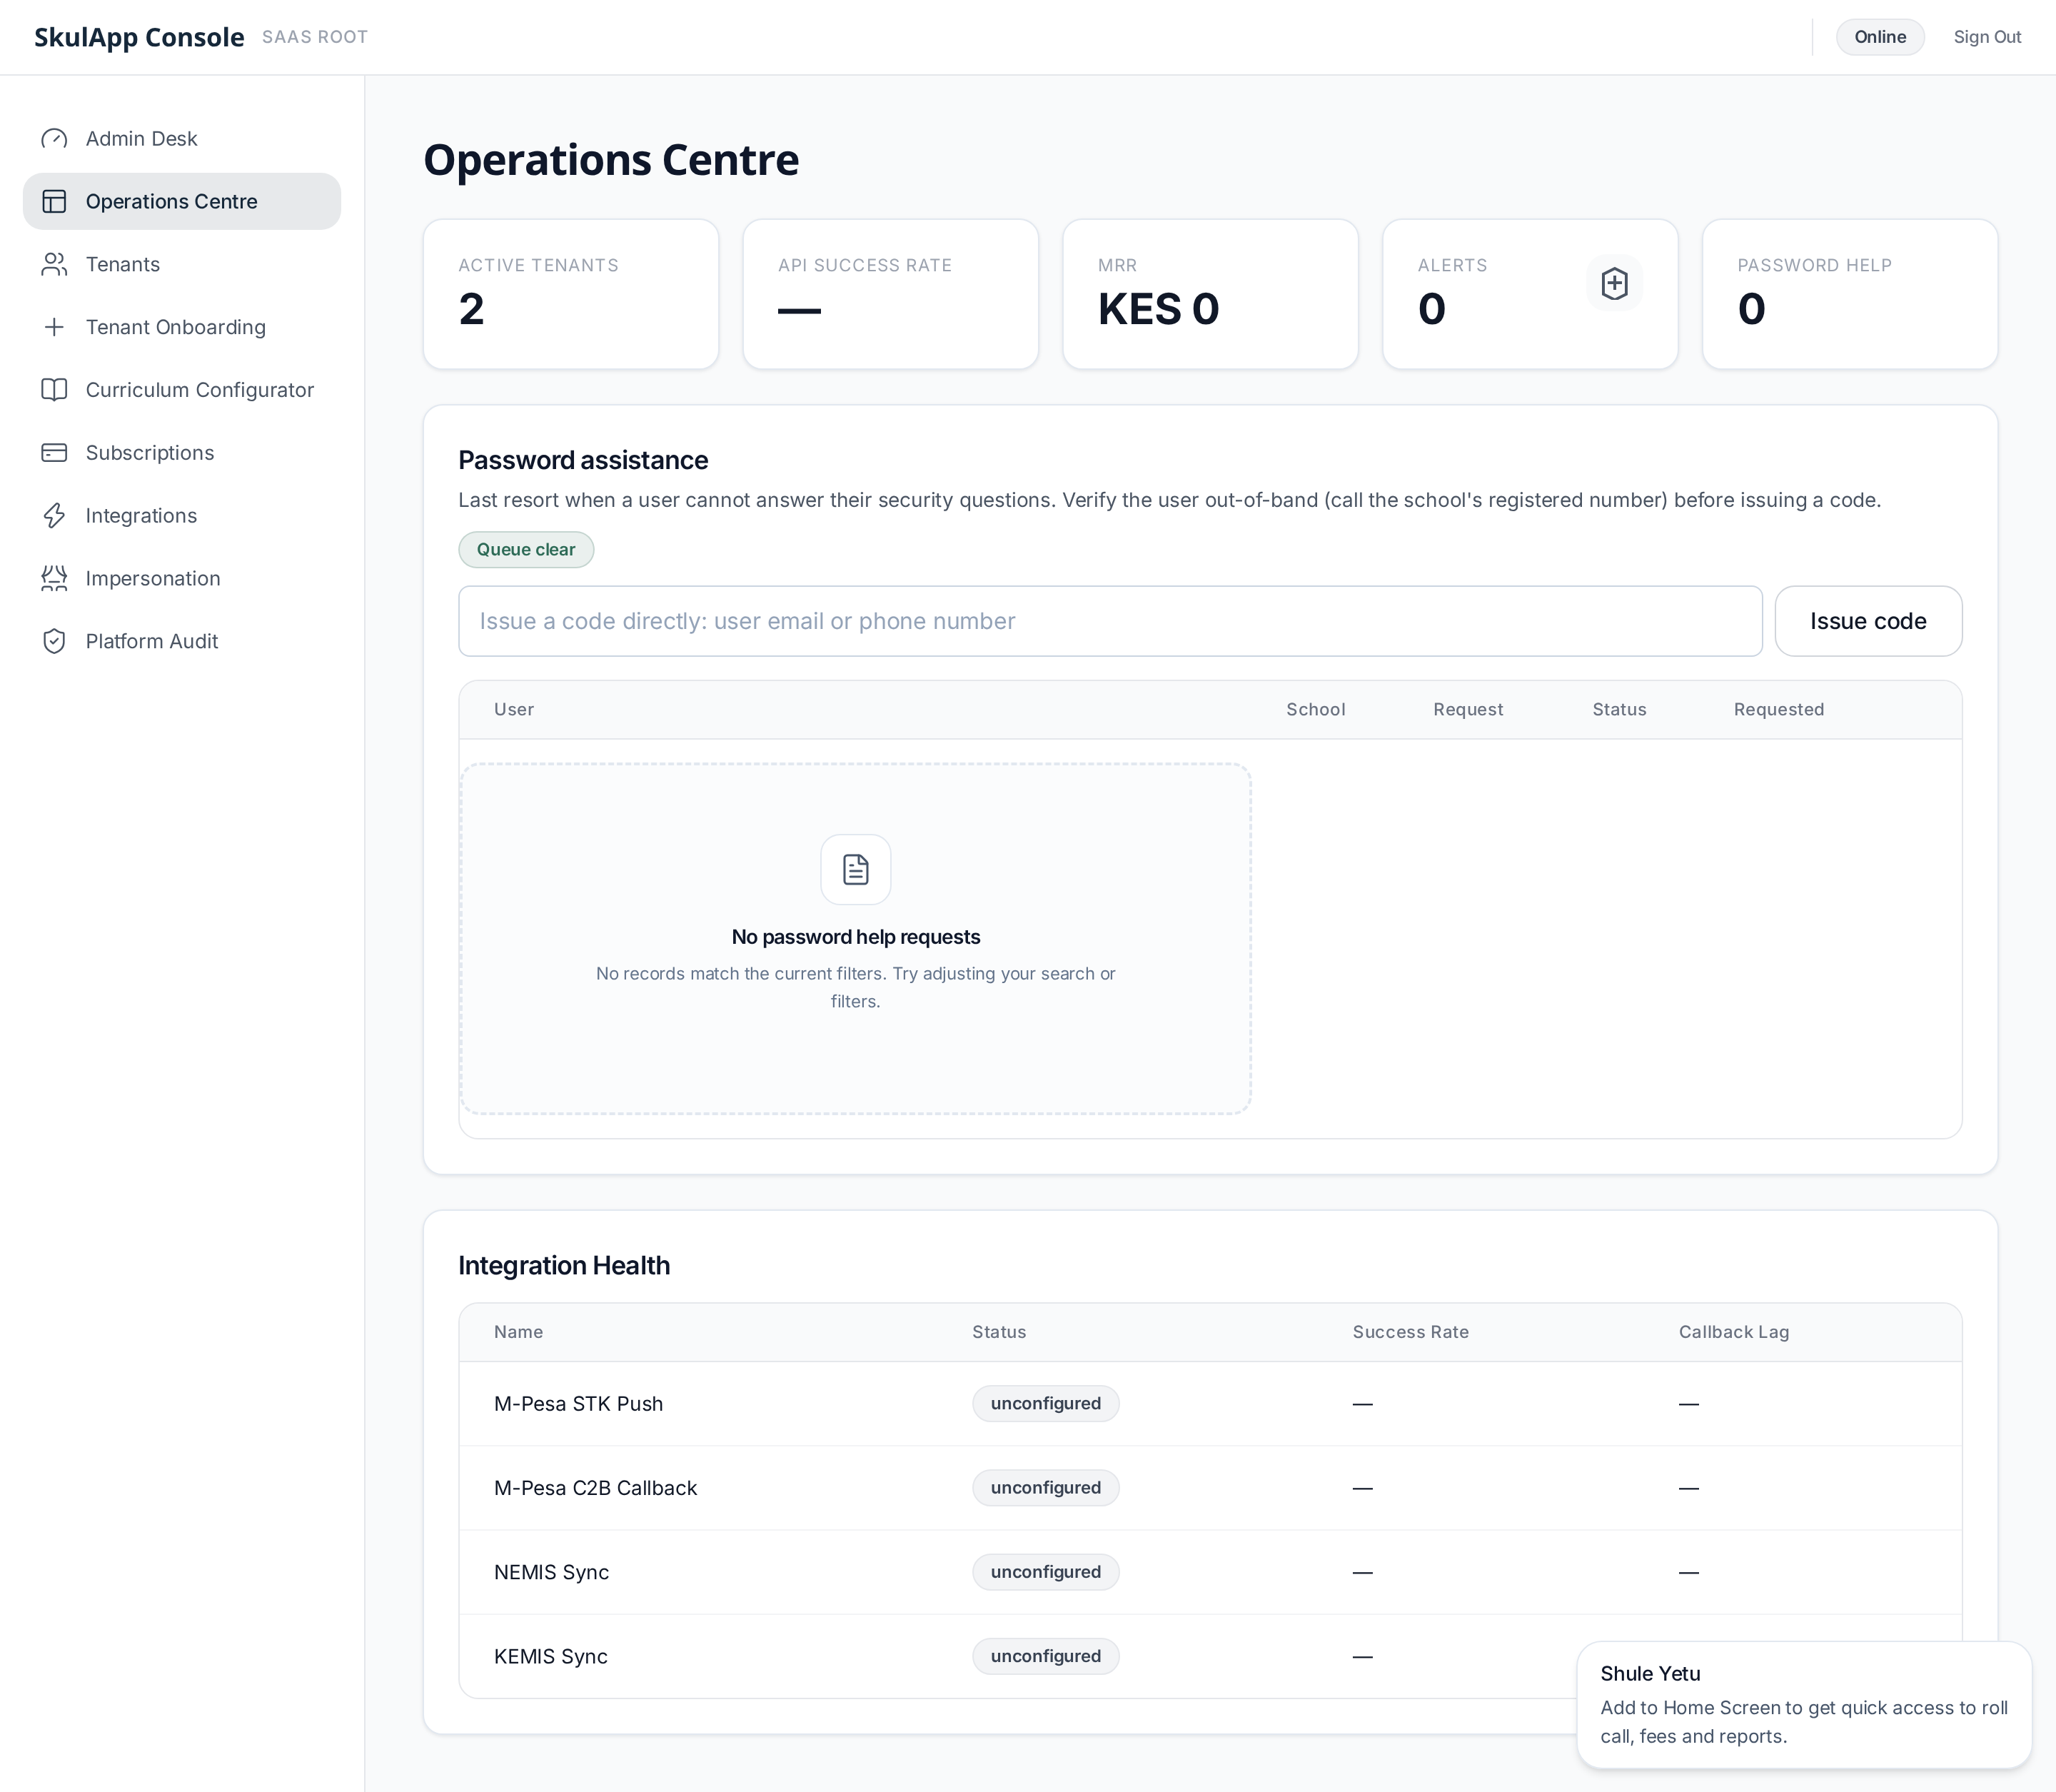 SkulApp Console SAAS ROOT
Online
Sign Out
Admin Desk
Operations Centre
Tenants
Tenant Onboarding
Curriculum Configurator
Subscriptions
Integrations
Impersonation
Platform Audit
Operations Centre
ACTIVE TENANTS
2
API SUCCESS RATE
—
MRR
KES 0
ALERTS
0
PASSWORD HELP
0
Password assistance
Last resort when a user cannot answer their security questions. Verify the user out-of-band (call the school's registered number) before issuing a code.
Queue clear
Issue a code directly: user email or phone number
Issue code
User School Request Status Requested
No password help requests
No records match the current filters. Try adjusting your search or
filters.
Integration Health
Name Status Success Rate Callback Lag
M-Pesa STK Push unconfigured — —
M-Pesa C2B Callback unconfigured — —
NEMIS Sync unconfigured — —
KEMIS Sync unconfigured —
Shule Yetu
Add to Home Screen to get quick access to roll
call, fees and reports.